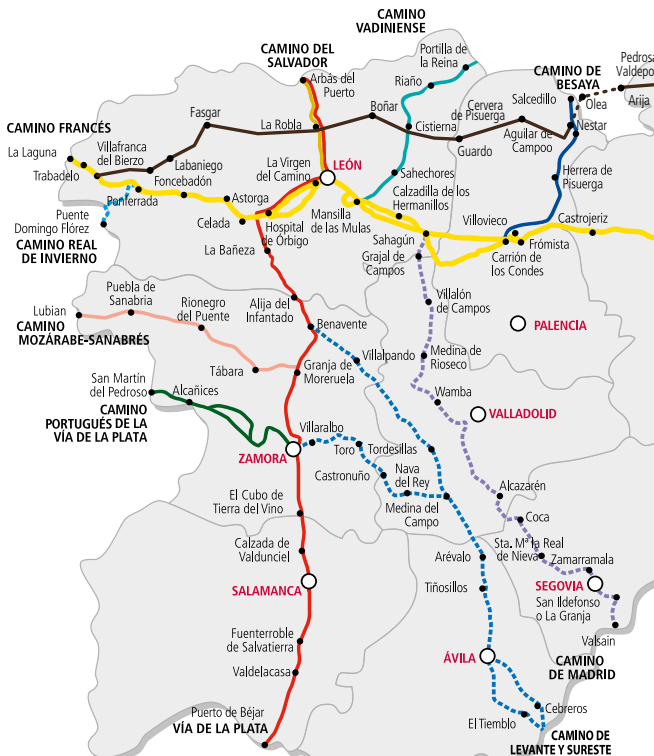 CAMINO
VADINIENSE
CAMINO DEL
SALVADOR
Portilla de
la Reina
Pedrosa
Valdepo
CAMINO DE
BESAYA
Arbás del
Puerto
Riaño
Cervera
de Pisuerga
Salcedillo
Olea
Arija
Fasgar
Boñar
CAMINO FRANCÉS
La Robla
Cistierna
Nestar
Aguilar de
Campoo
Guardo
La Laguna
Villafranca
del Bierzo
Labaniego
La Virgen
del Camino
LEÓN
Trabadelo
Foncebadón
Sahechores
Herrera de
Pisuerga
Ponferrada
Astorga
Calzadilla de los
Hermanillos
Mansilla
de las Mulas
Villovieco
Castrojeriz
Puente
Domingo Flórez
Celada
Hospital
de Órbigo
Sahagún
Frómista
CAMINO REAL
DE INVIERNO
La Bañeza
Grajal de
Campos
Carrión de
los Condes
Puebla de
Sanabria
Alija del
Infantado
Villalón
de Campos
Lubian
Rionegro
del Puente
Benavente
PALENCIA
CAMINO
MOZÁRABE-SANABRÉS
Villalpando
Medina de
Rioseco
Tábara
Granja de
Moreruela
San Martín
del Pedroso
Alcañices
Wamba
VALLADOLID
CAMINO
PORTUGUÉS DE LA
VÍA DE LA PLATA
Villaralbo
Toro
Tordesillas
ZAMORA
Castronuño
Nava
del Rey
Alcazarén
El Cubo de
Tierra del Vino
Medina del
Campo
Coca
Calzada de
Valdunciel
Arévalo
Sta. Mª la Real
de Nieva
Zamarramala
SALAMANCA
Tiñosillos
SEGOVIA
San Ildefonso
o La Granja
Fuenterroble
de Salvatierra
Valsain
ÁVILA
CAMINO
DE MADRID
Valdelacasa
Cebreros
Puerto de Béjar
El Tiemblo
VÍA DE LA PLATA
CAMINO DE
LEVANTE Y SURESTE